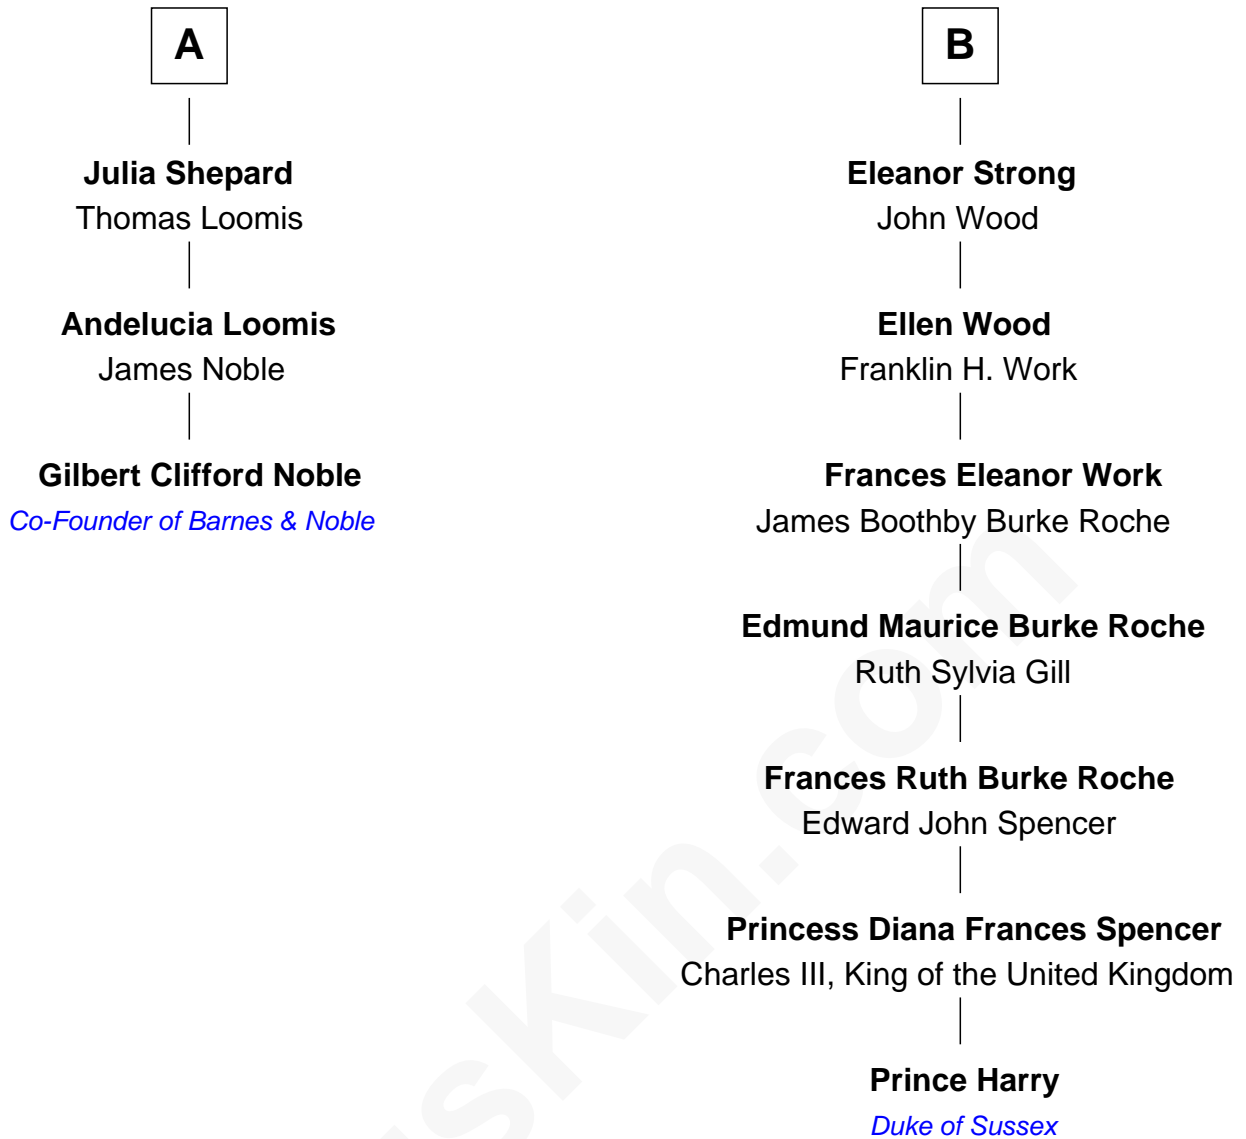 A
Julia Shepard
Thomas Loomis
Andelucia Loomis
James Noble
Gilbert Clifford Noble
Co-Founder of Barnes & Noble
B
Eleanor Strong
John Wood
Ellen Wood
Franklin H. Work
Frances Eleanor Work
James Boothby Burke Roche
Edmund Maurice Burke Roche
Ruth Sylvia Gill
Frances Ruth Burke Roche
Edward John Spencer
Princess Diana Frances Spencer
Charles III, King of the United Kingdom
Prince Harry
Duke of Sussex